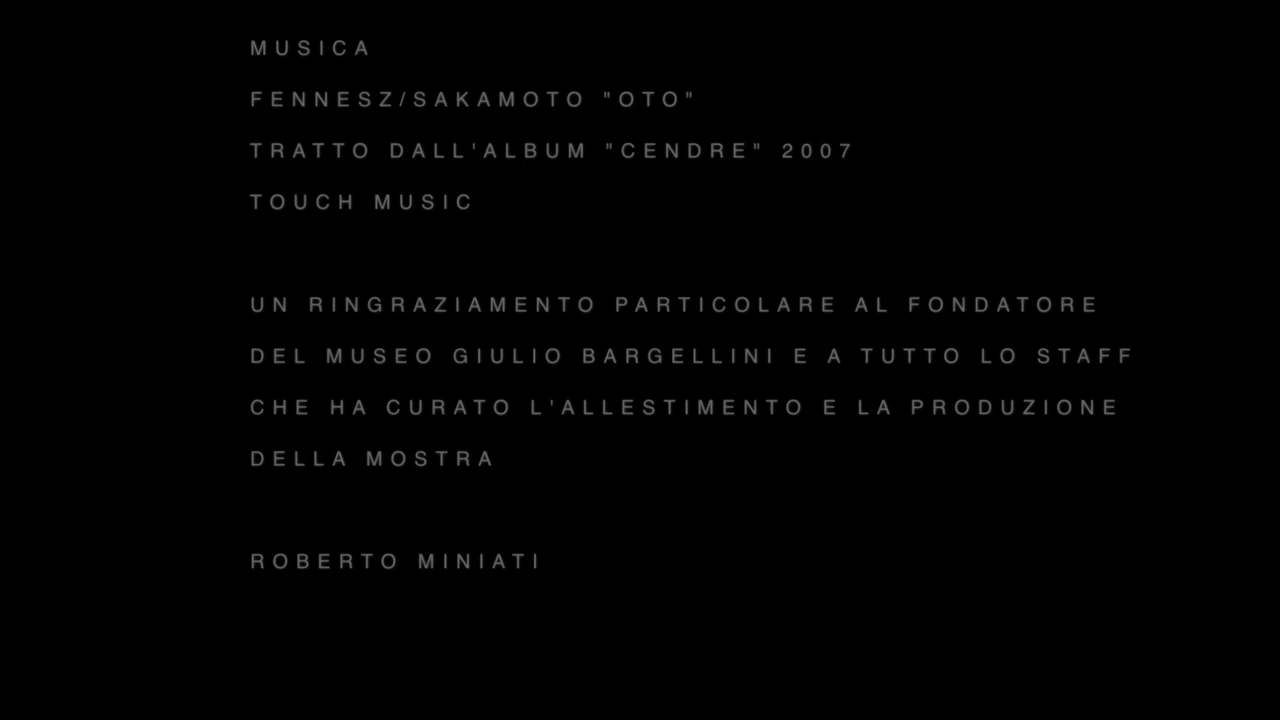 MUSICA
FENNESZ/SAKAMOTO "OTO"
TRATTO DALL'ALBUM "CENDRE" 2007
TOUCH MUSIC
UN RINGRAZIAMENTO PARTICOLARE AL FONDATORE
DEL MUSEO GIULIO BARGELLINI E A TUTTO LO STAFF
CHE HA CURATO L'ALLESTIMENTO E LA PRODUZIONE
DELLA MOSTRA
ROBERTO MINIATI